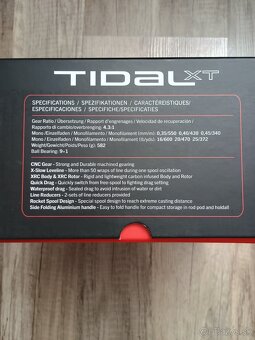 TIDAL XT
SPECIFICATIONS / SPEZIFIKATIONEN / CARACTÉRISTIQUES/
ESPECIFICACIONES / SPECIFICHE/SPECIFICATIES
Gear Ratio /Übersetzung / Rapport d'engrenages / Velocidad de recuperación /
Rapporto di cambio/overbrenging 4.3:1
Mono / Einzelfaden / Monofilament/Monofilamento/Monofilament (mm/m) 0,35/550 0,40/430 0,45/340
Mono / Einzelfaden / Monofilament/Monofilamento/Monofilament (lb/yds) 16/600 20/470 25/372
Weight/Gewicht/Poids/Peso (g): 582
Ball Bearing: 9+1
CNC Gear - Strong and Durable machined gearing
X-Slow Leveline - More than 50 wraps of line during one spool oscillation
XRC Body & XRC Rotor - Rigid and lightweight carbon infused Body and Rotor
Quick Drag - Quickly switch from free spool to fighting drag setting
Waterproof drag - Sealed drag to avoid intrusion of water or dirt
Line Reducers - 2-sets of line reducers provided
Rocket Spool Design - Special spool design to reach extreme casting distance
Side Folding Aluminium handle - Easy to fold handle for compact storage in rod pod and holdall